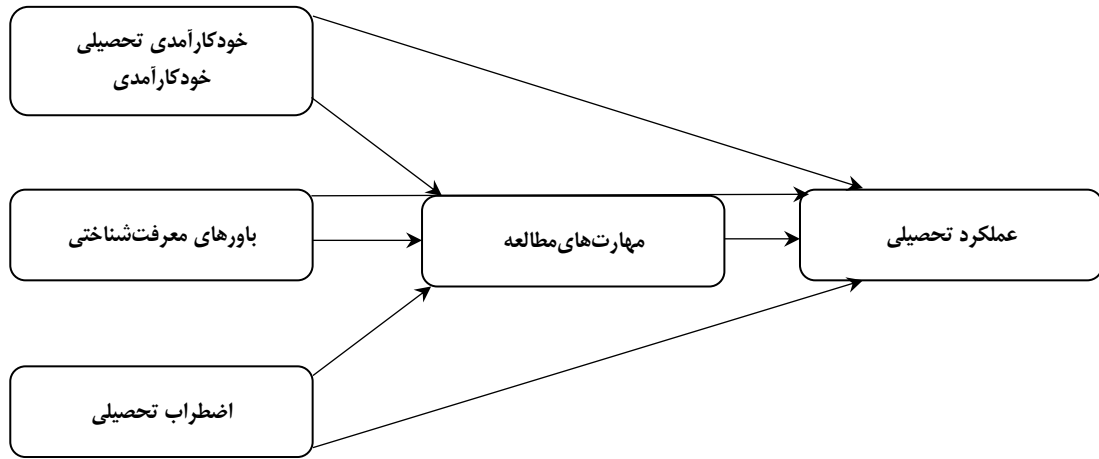 خودکارآمدی تحصیلی
خودکارآمدی
باورهای معرفت‌شناختی
مهارت‌های‌مطالعه
عملکرد تحصیلی
اضطراب تحصیلی